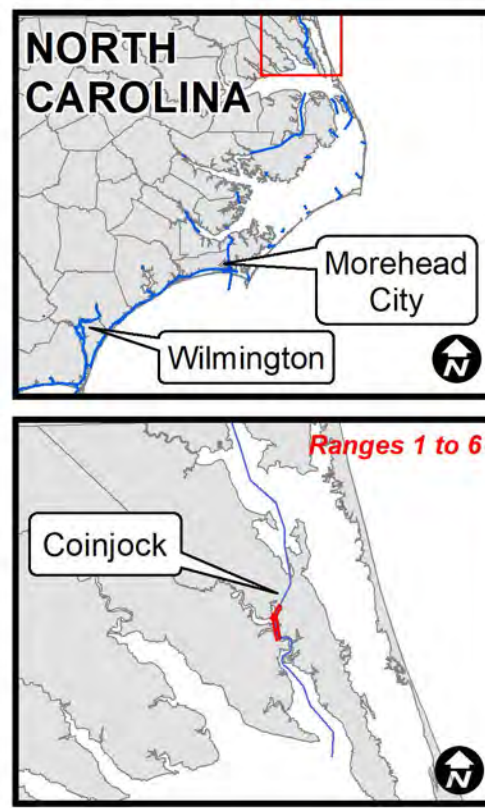 NORTH
CAROLINA
Morehead
City
Wilmington
N
Ranges 1 to 6
Coinjock
N